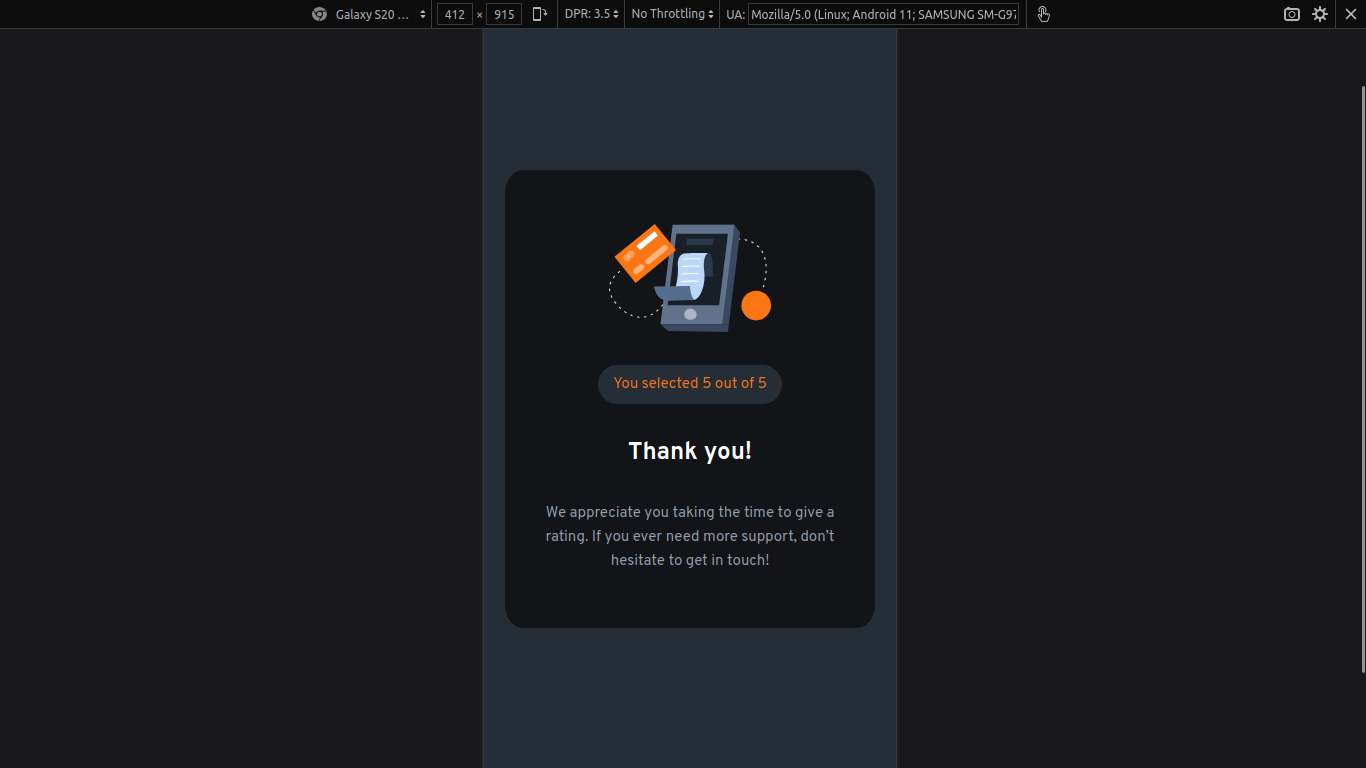 Galaxy S20 ... 412 × 915 DPR: 3.5 No Throttling UA: Mozilla/5.0 (Linux; Android 11; SAMSUNG SM-G97
You selected 5 out of 5
Thank you!
We appreciate you taking the time to give a
rating. If you ever need more support, don't
hesitate to get in touch!